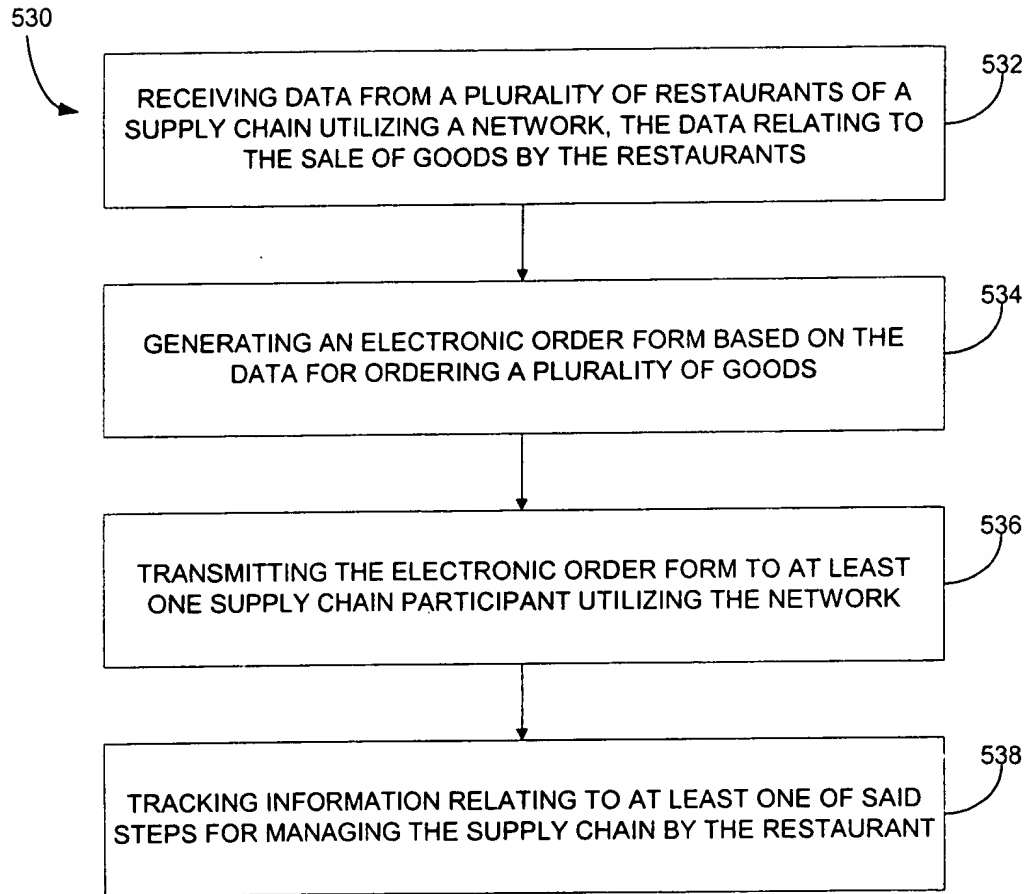 530
532
RECEIVING DATA FROM A PLURALITY OF RESTAURANTS OF A
SUPPLY CHAIN UTILIZING A NETWORK, THE DATA RELATING TO
THE SALE OF GOODS BY THE RESTAURANTS
534
GENERATING AN ELECTRONIC ORDER FORM BASED ON THE
DATA FOR ORDERING A PLURALITY OF GOODS
536
TRANSMITTING THE ELECTRONIC ORDER FORM TO AT LEAST
ONE SUPPLY CHAIN PARTICIPANT UTILIZING THE NETWORK
538
TRACKING INFORMATION RELATING TO AT LEAST ONE OF SAID
STEPS FOR MANAGING THE SUPPLY CHAIN BY THE RESTAURANT